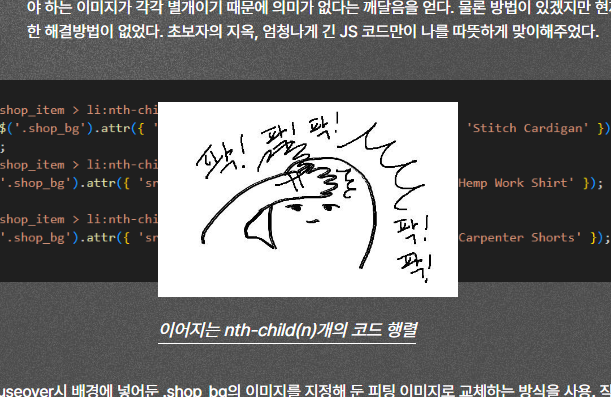 야 하는 이미지가 각각 별개이기 때문에 의미가 없다는 깨달음을 얻다. 물론 방법이 있겠지만 현
한 해결방법이 없었다. 초보자의 지옥, 엄청나게 긴 JS 코드만이 나를 따뜻하게 맞이해주었다.
shop_item > li:nth-chi
$('.shop_bg').attr({ ' 'Stitch Cardigan' })
;
shop_item > li:nth-chi
'.shop_bg').attr({ 'sr Hemp Work Shirt' });
shop_item > li:nth-chi
'.shop_bg').attr({ 'sr Carpenter Shorts' });
팍! 팍! 팍!
팍!
팍!
이어지는 nth-child(n)개의 코드 행렬
useover시 배경에 넣어둔 .shop_bg의 이미지를 지정해 둔 피팅 이미지로 교체하는 방식을 사용.